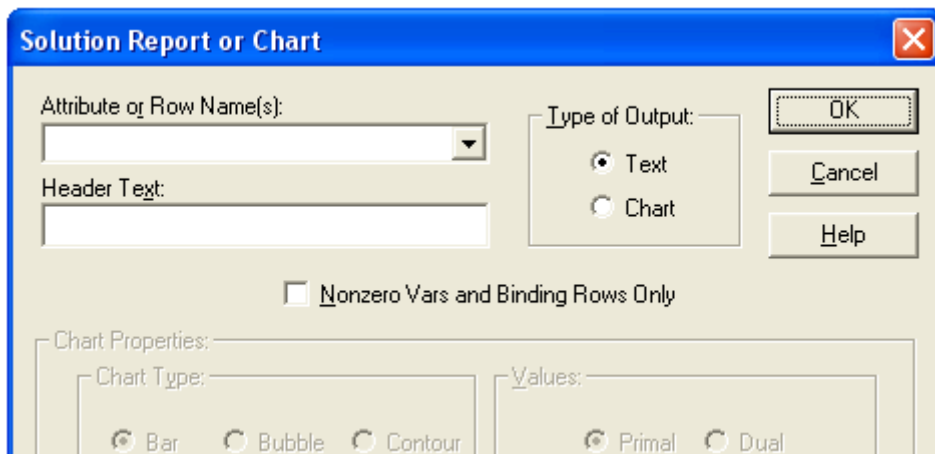 Solution Report or Chart
Attribute or Row Name(s):
Header Text:
Type of Output:
Text
Chart
OK
Cancel
Help
Nonzero Vars and Binding Rows Only
Chart Properties:
Chart Type:
Bar Bubble Contour
Values:
Primal Dual